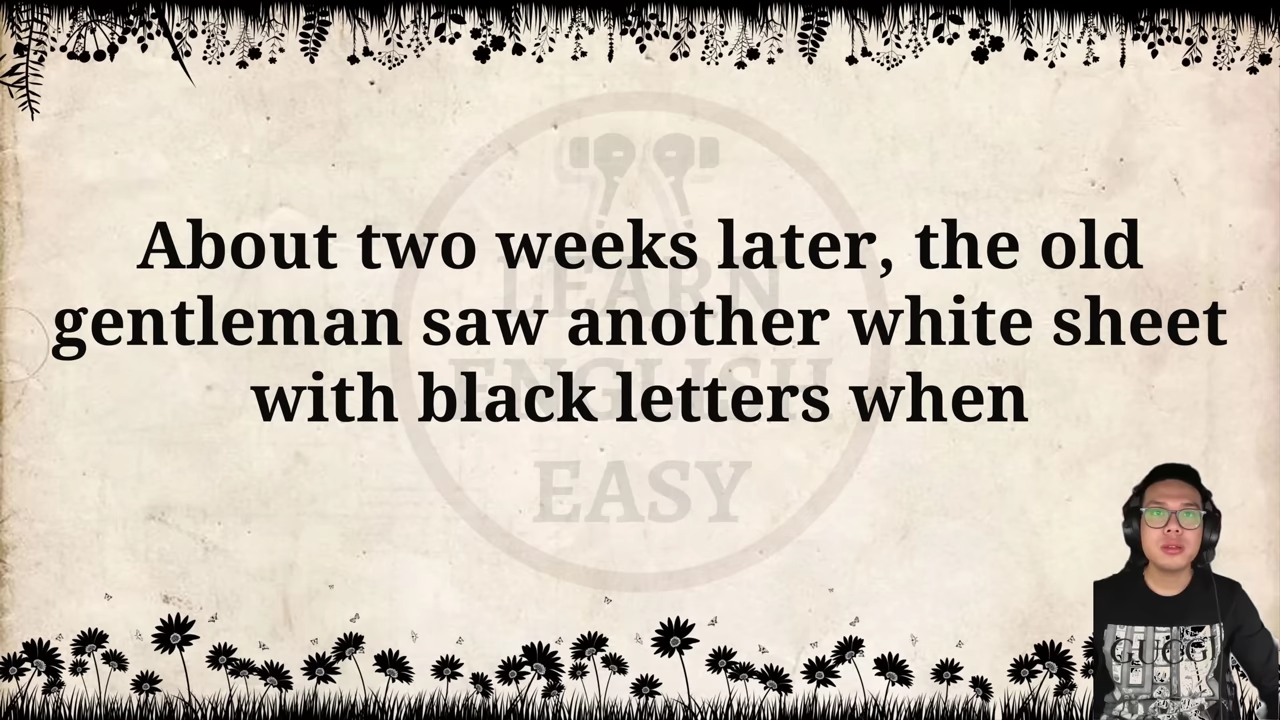 About two weeks later, the old
gentleman saw another white sheet
with black letters when
LEARN
ENGLISH
EASY
GUCCI